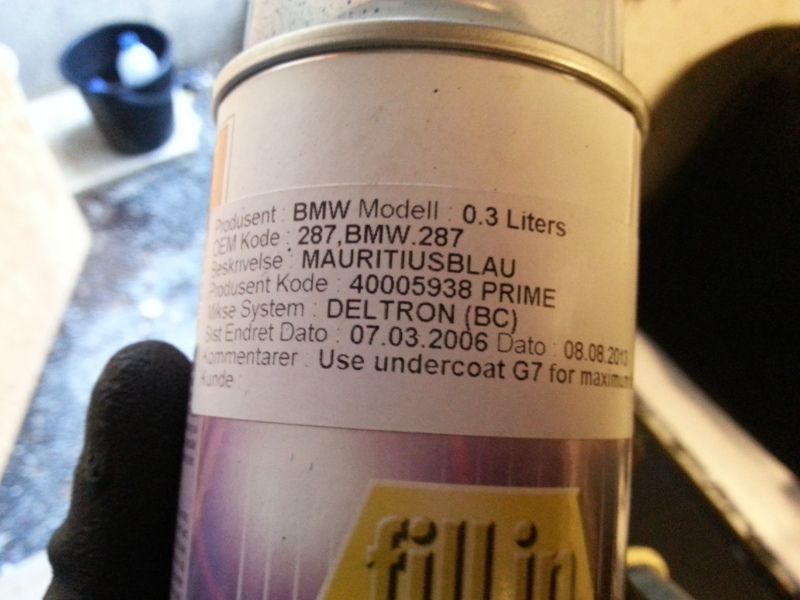 Produsent : BMW Modell : 0.3 Liters
OEM Kode : 287,BMW.287
Beskrivelse : MAURITIUSBLAU
Produsent Kode : 40005938 PRIME
Mikse System : DELTRON (BC)
Sist Endret Dato : 07.03.2006 Dato : 08.08.2013
Kommentarer : Use undercoat G7 for maximum
Kunde :
fill in